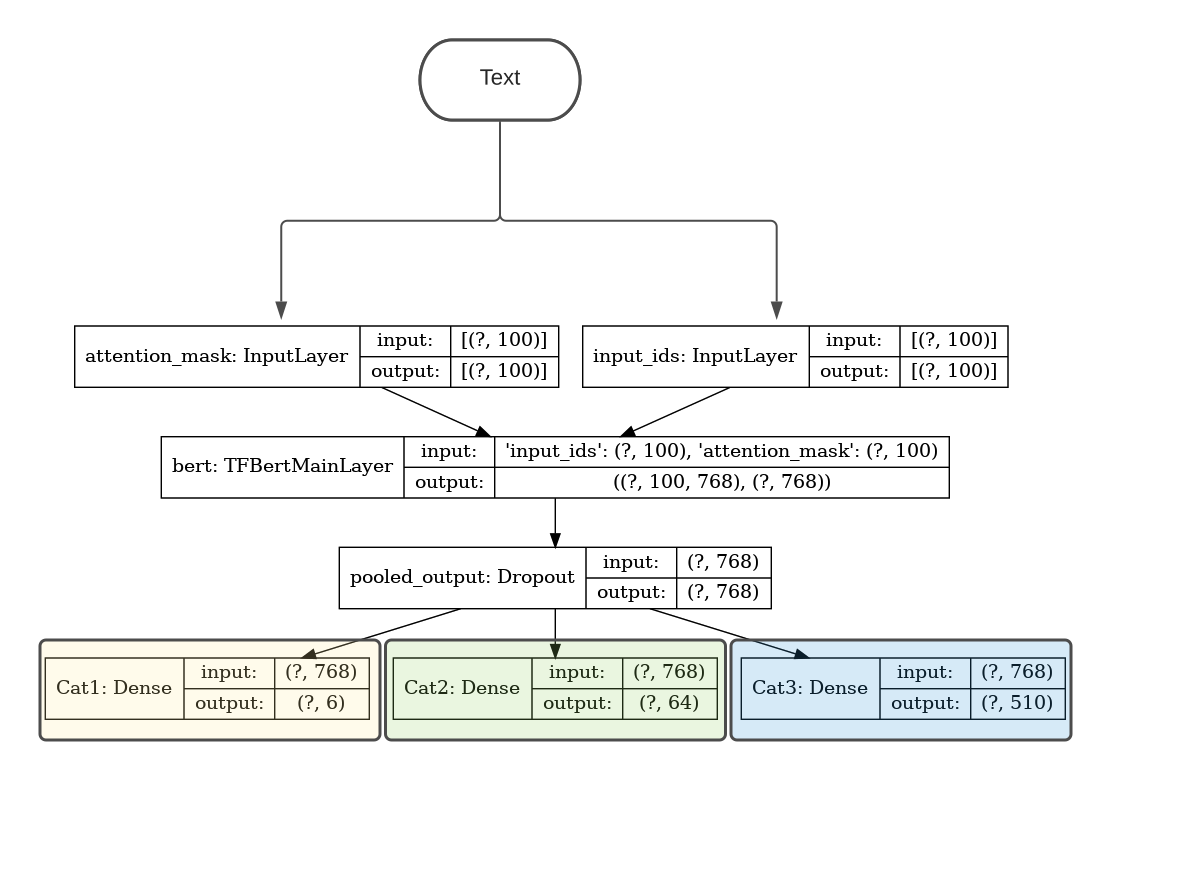 Text
attention_mask: InputLayer
input:
[(?, 100)]
output:
[(?, 100)]
input_ids: InputLayer
input:
[(?, 100)]
output:
[(?, 100)]
bert: TFBertMainLayer
input:
'input_ids': (?, 100), 'attention_mask': (?, 100)
output:
((?, 100, 768), (?, 768))
pooled_output: Dropout
input:
(?, 768)
output:
(?, 768)
Cat1: Dense
input:
(?, 768)
output:
(?, 6)
Cat2: Dense
input:
(?, 768)
output:
(?, 64)
Cat3: Dense
input:
(?, 768)
output:
(?, 510)